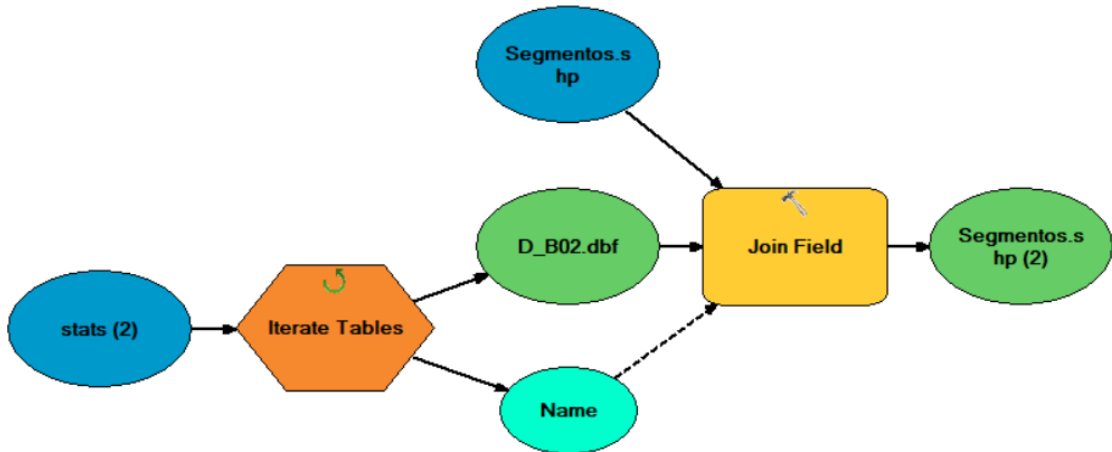 Segmentos.s
hp
D_B02.dbf
Join Field
Segmentos.s
hp (2)
stats (2)
Iterate Tables
Name